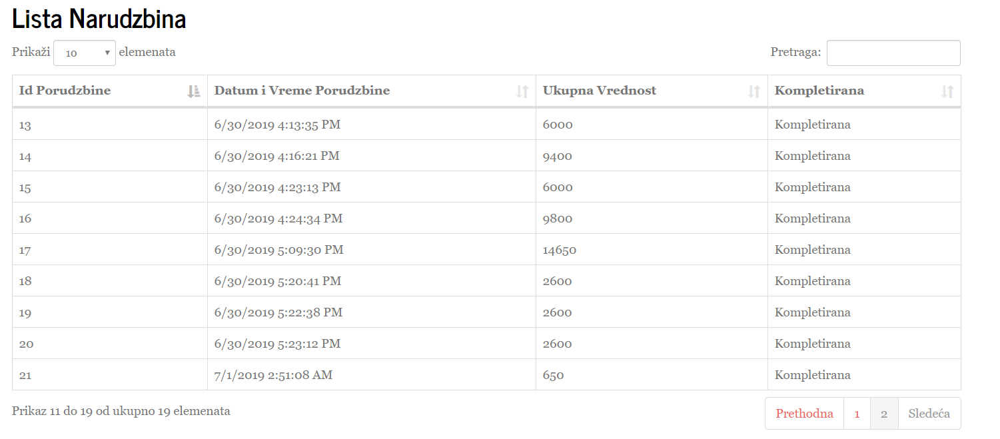 Lista Narudzbina
Prikaži 10 elemenata Pretraga:
Id Porudzbine Datum i Vreme Porudzbine Ukupna Vrednost Kompletirana
13 6/30/2019 4:13:35 PM 6000 Kompletirana
14 6/30/2019 4:16:21 PM 9400 Kompletirana
15 6/30/2019 4:23:13 PM 6000 Kompletirana
16 6/30/2019 4:24:34 PM 9800 Kompletirana
17 6/30/2019 5:09:30 PM 14650 Kompletirana
18 6/30/2019 5:20:41 PM 2600 Kompletirana
19 6/30/2019 5:22:38 PM 2600 Kompletirana
20 6/30/2019 5:23:12 PM 2600 Kompletirana
21 7/1/2019 2:51:08 AM 650 Kompletirana
Prikaz 11 do 19 od ukupno 19 elemenata Prethodna 1 2 Sledeća